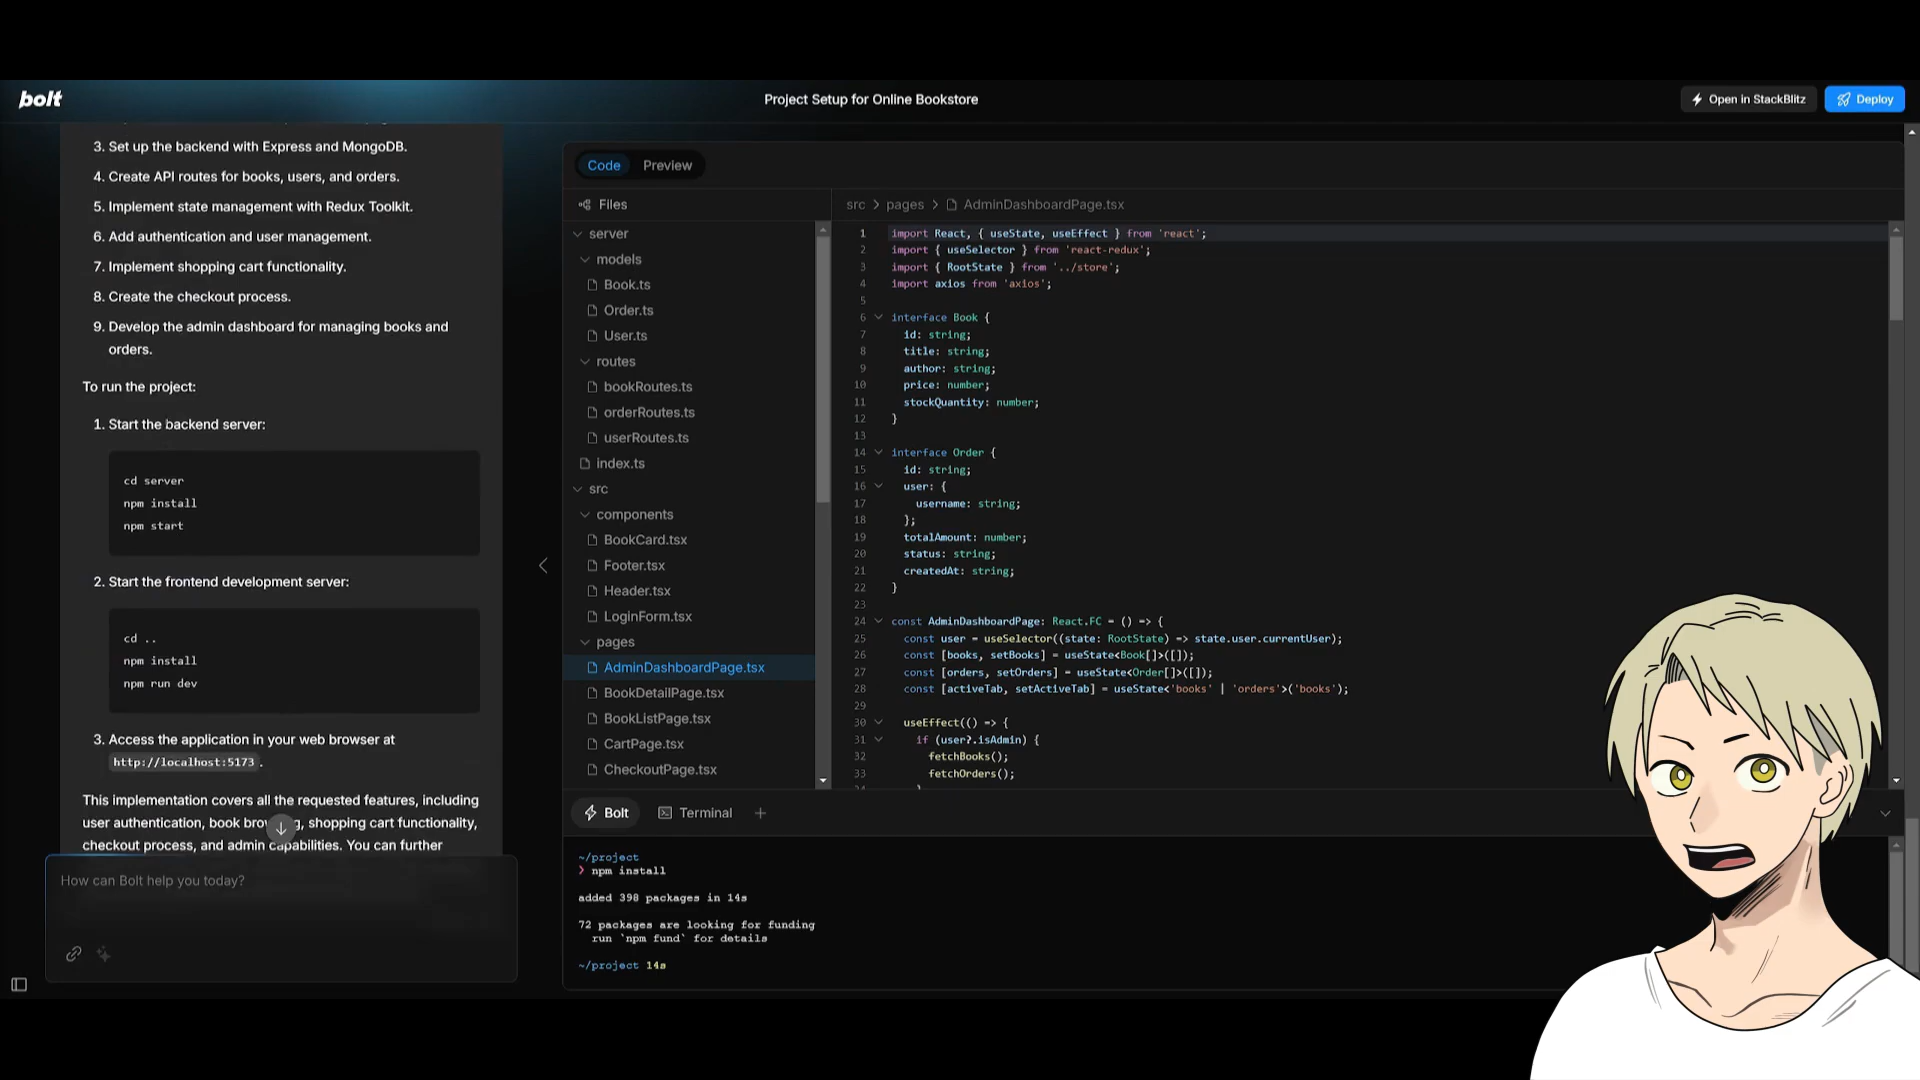 bolt
Project Setup for Online Bookstore
Open in StackBlitz
Deploy
3. Set up the backend with Express and MongoDB.
4. Create API routes for books, users, and orders.
5. Implement state management with Redux Toolkit.
6. Add authentication and user management.
7. Implement shopping cart functionality.
8. Create the checkout process.
9. Develop the admin dashboard for managing books and
orders.
To run the project:
1. Start the backend server:
cd server
npm install
npm start
2. Start the frontend development server:
cd ..
npm install
npm run dev
3. Access the application in your web browser at
http://localhost:5173 .
This implementation covers all the requested features, including
user authentication, book bro g, shopping cart functionality,
checkout process, and admin capabilities. You can further
How can Bolt help you today?
Code
Preview
Files
server
models
Book.ts
Order.ts
User.ts
routes
bookRoutes.ts
orderRoutes.ts
userRoutes.ts
index.ts
src
components
BookCard.tsx
Footer.tsx
Header.tsx
LoginForm.tsx
pages
AdminDashboardPage.tsx
BookDetailPage.tsx
BookListPage.tsx
CartPage.tsx
CheckoutPage.tsx
src > pages > AdminDashboardPage.tsx
1 import React, { useState, useEffect } from 'react';
2 import { useSelector } from 'react-redux';
3 import { RootState } from '../store';
4 import axios from 'axios';
5
6 interface Book {
7 id: string;
8 title: string;
9 author: string;
10 price: number;
11 stockQuantity: number;
12 }
13
14 interface Order {
15 id: string;
16 user: {
17 username: string;
18 };
19 totalAmount: number;
20 status: string;
21 createdAt: string;
22 }
23
24 const AdminDashboardPage: React.FC = () => {
25 const user = useSelector((state: RootState) => state.user.currentUser);
26 const [books, setBooks] = useState<Book[]>([]);
27 const [orders, setOrders] = useState<Order[]>([]);
28 const [activeTab, setActiveTab] = useState<'books' | 'orders'>('books');
29
30 useEffect(() => {
31 if (user?.isAdmin) {
32 fetchBooks();
33 fetchOrders();
Bolt
Terminal
~/project
> npm install
added 398 packages in 14s
72 packages are looking for funding
run `npm fund` for details
~/project 14s